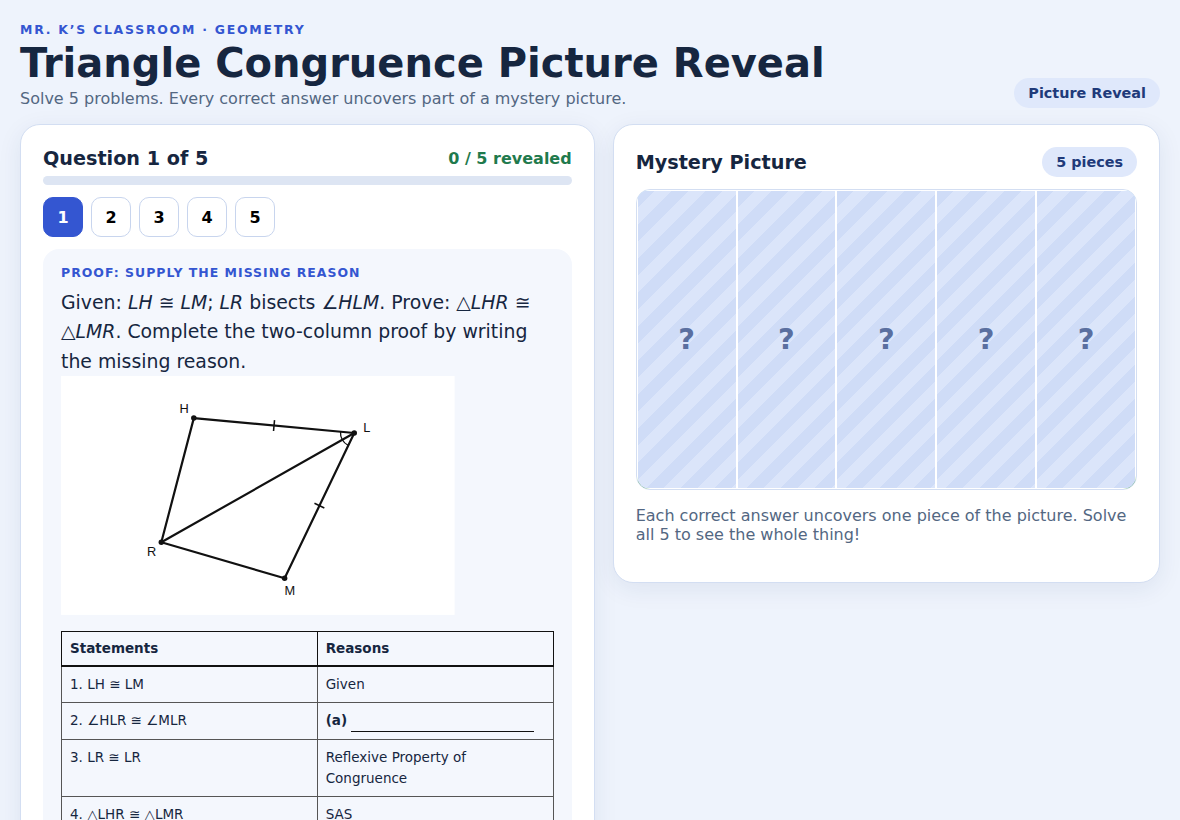 MR. K’S CLASSROOM · GEOMETRY
Triangle Congruence Picture Reveal
Solve 5 problems. Every correct answer uncovers part of a mystery picture.
Picture Reveal
Question 1 of 5
0 / 5 revealed
1 2 3 4 5
PROOF: SUPPLY THE MISSING REASON
Given: LH ≅ LM; LR bisects ∠HLM. Prove: △LHR ≅
△LMR. Complete the two-column proof by writing
the missing reason.
H
L
R
M
Statements Reasons
1. LH ≅ LM Given
2. ∠HLR ≅ ∠MLR (a)
3. LR ≅ LR Reflexive Property of
Congruence
4. △LHR ≅ △LMR SAS
Mystery Picture
5 pieces
? ? ? ? ?
Each correct answer uncovers one piece of the picture. Solve
all 5 to see the whole thing!